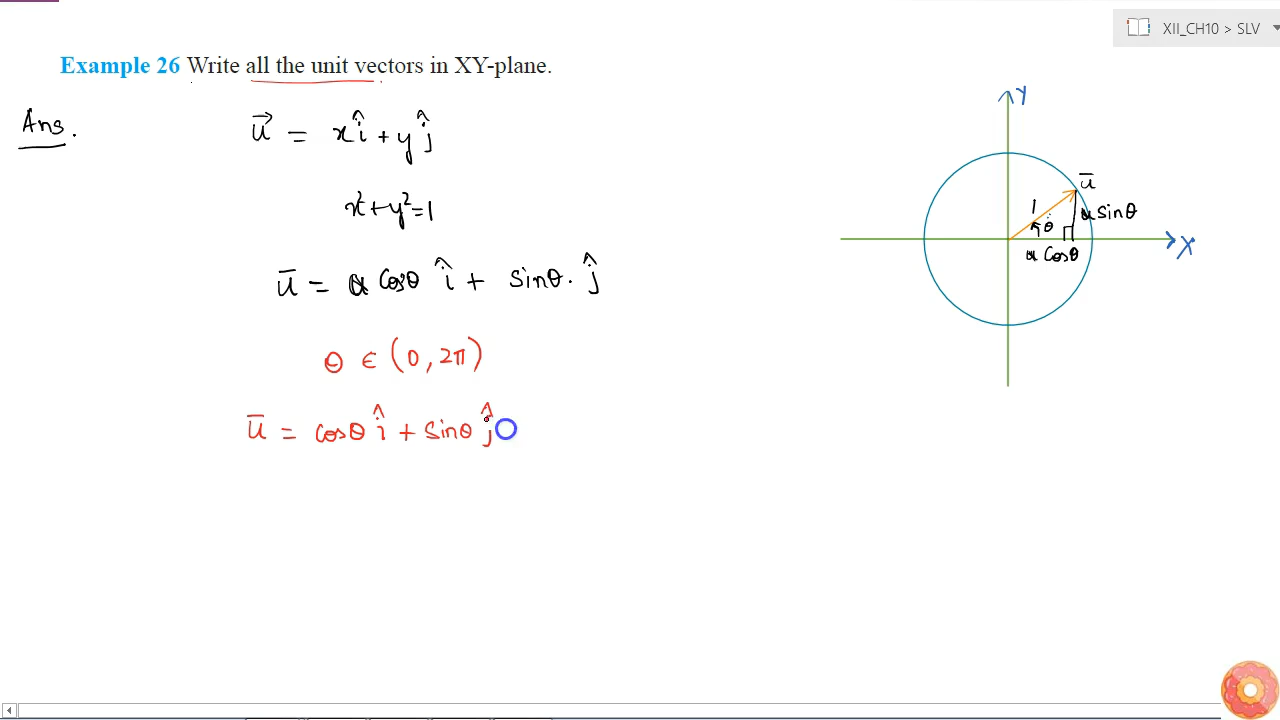 XII_CH10 > SLV
Example 26 Write all the unit vectors in XY-plane.
Ans.
u⃗ = xî + yĵ
x² + y² = 1
u̅ = cosθ î + sinθ . ĵ
θ ∈ (0, 2π)
u̅ = cosθ î + sinθ ĵ
Y
u̅
1
sinθ
θ
cosθ
X